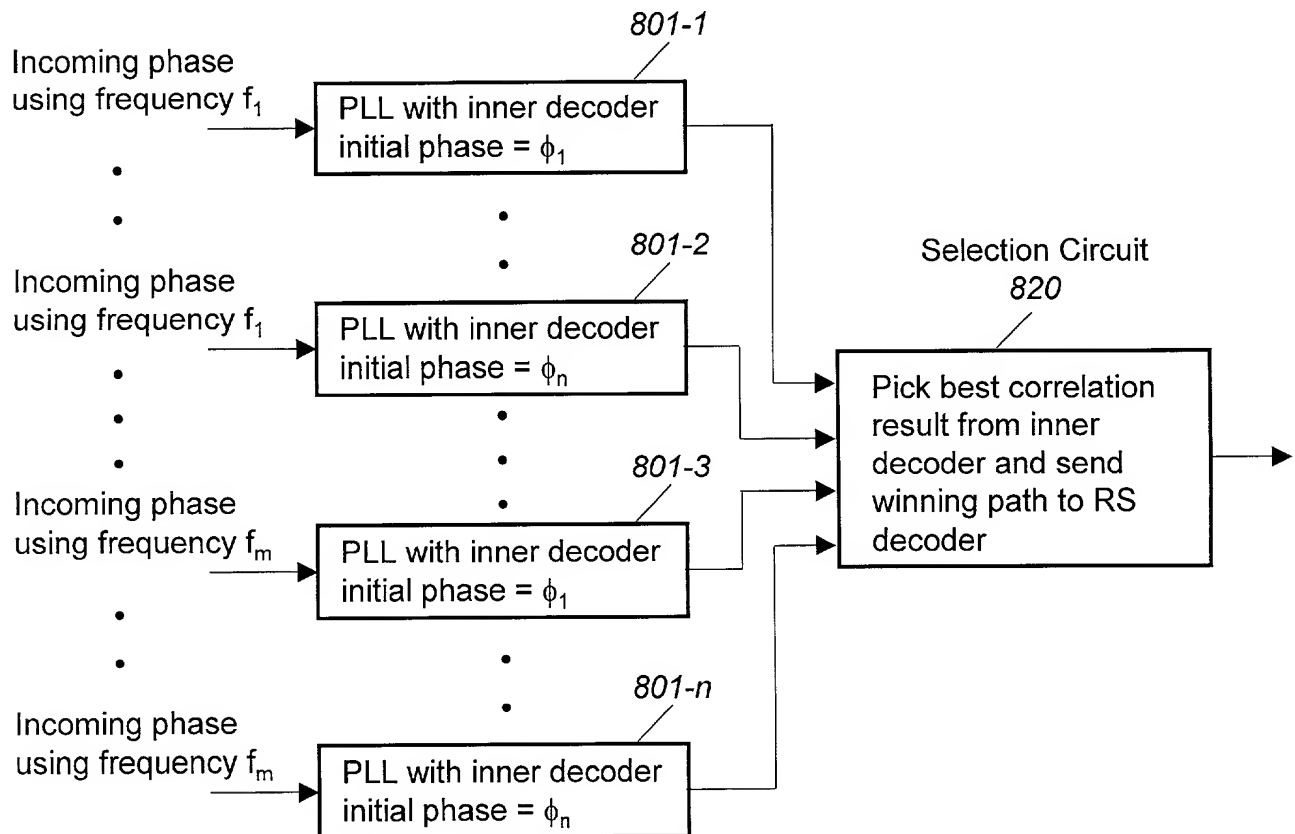 801-1
Incoming phase
using frequency f₁
PLL with inner decoder
initial phase = ϕ₁
801-2
Incoming phase
using frequency f₁
PLL with inner decoder
initial phase = ϕₙ
Selection Circuit
820
Pick best correlation
result from inner
decoder and send
winning path to RS
decoder
801-3
Incoming phase
using frequency fₘ
PLL with inner decoder
initial phase = ϕ₁
801-n
Incoming phase
using frequency fₘ
PLL with inner decoder
initial phase = ϕₙ